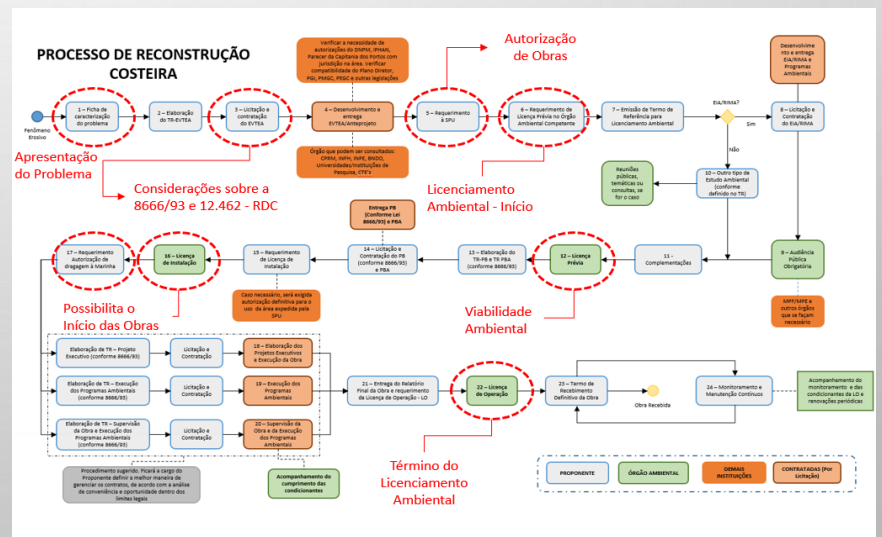 PROCESSO DE RECONSTRUÇÃO
COSTEIRA
Verificar a necessidade de
autorizações do DNPM, IPHAN,
Parecer da Capitania dos Portos com
jurisdição na área. Verificar
compatibilidade do Plano Diretor,
PGI, PMGC, PEGC e outras legislações
Autorização
de Obras
Desenvolvime
nto e entrega
EIA/RIMA e
Programas
Ambientais
Fenômeno
Erosivo
1 – Ficha de
caracterização
do problema
2 – Elaboração
do TR-EVTEA
3 – Licitação e
contratação
do EVTEA
4 – Desenvolvimento e
entrega
EVTEA/Anteprojeto
5 – Requerimento
à SPU
6 – Requerimento de
Licença Prévia no Órgão
Ambiental Competente
7 – Emissão de Termo de
Referência para
Licenciamento Ambiental
EIA/RIMA?
Sim
Não
8 – Licitação e
Contratação
do EIA/RIMA
Apresentação
do Problema
Órgão que podem ser consultados:
CPRM, INPH, INPE, BNDO,
Universidades/Instituições de
Pesquisa, CTE's
Considerações sobre a
8666/93 e 12.462 - RDC
Licenciamento
Ambiental - Início
Reuniões
públicas,
temáticas ou
consultas, se
for o caso
10 – Outro tipo de
Estudo Ambiental
(conforme
definido no TR)
Entrega PB
(Conforme Lei
8666/93) e PBA
17 – Requerimento
Autorização de
dragagem à Marinha
16 – Licença
de Instalação
15 – Requerimento
de Licença de
Instalação
14 – Licitação e
Contratação do PB
(conforme 8666/93)
e PBA
13 – Elaboração do
TR-PB e TR PBA
(conforme 8666/93)
12 – Licença
Prévia
11 -
Complementações
9 – Audiência
Pública
Obrigatória
Possibilita o
Início das Obras
Caso necessário, será exigida
autorização definitiva para o
uso da área expedida pela
SPU
Viabilidade
Ambiental
MPF/MPE e
outros órgãos
que se façam
necessário
Elaboração de TR – Projeto
Executivo (conforme 8666/93)
Licitação e
Contratação
18 – Elaboração dos
Projetos Executivos
e Execução da Obra
Elaboração de TR – Execução
dos Programas Ambientais
(conforme 8666/93)
Licitação e
Contratação
19 – Execução dos
Programas
Ambientais
Elaboração de TR – Supervisão
da Obra e Execução dos
Programas Ambientais
(conforme 8666/93)
Licitação e
Contratação
20 – Supervisão da
Obra e da Execução
dos Programas
Ambientais
21 – Entrega do Relatório
Final da Obra e requerimento
da Licença de Operação - LO
22 – Licença
de Operação
23 – Termo de
Recebimento
Definitivo da Obra
Obra Recebida
24 – Monitoramento e
Manutenção Contínuos
Acompanhamento do
monitoramento e das
condicionantes da LO e
renovações periódicas
Procedimento sugerido. Ficará a cargo do
Proponente definir a melhor maneira de
gerenciar os contratos, de acordo com a análise
de conveniência e oportunidade dentro dos
limites legais
Acompanhamento do
cumprimento das
condicionantes
Término do
Licenciamento
Ambiental
PROPONENTE
ÓRGÃO AMBIENTAL
DEMAIS
INSTITUIÇÕES
CONTRATADAS (Por
Licitação)